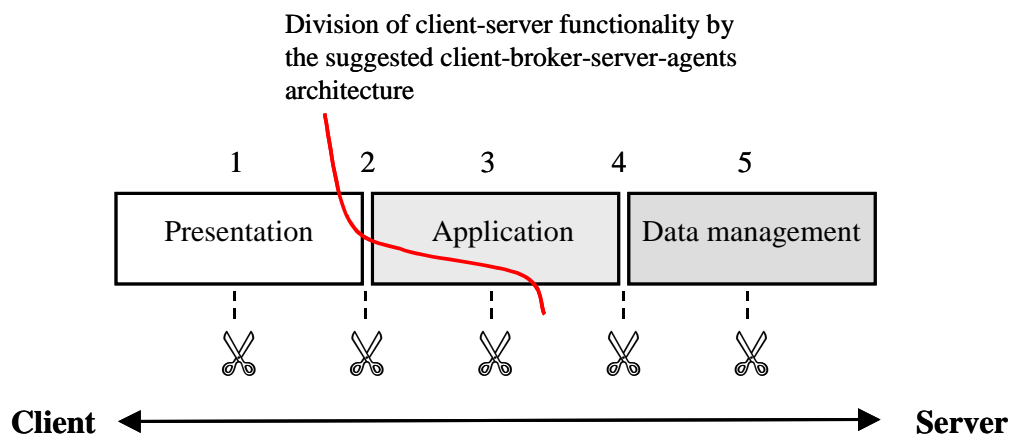 Division of client-server functionality by
the suggested client-broker-server-agents
architecture
1 2 3 4 5
Presentation Application Data management
Client Server